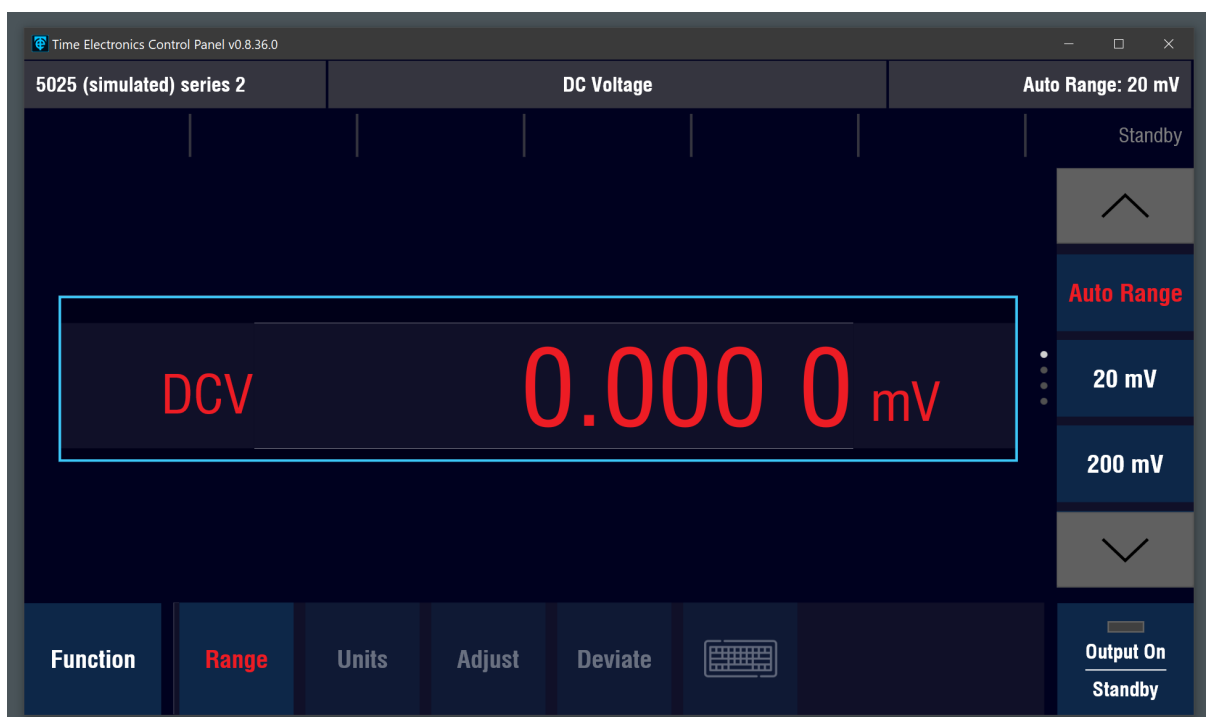 Time Electronics Control Panel v0.8.36.0
5025 (simulated) series 2
DC Voltage
Auto Range: 20 mV
Standby
Auto Range
DCV
0.000 0 mV
20 mV
200 mV
Function
Range
Units
Adjust
Deviate
Output On
Standby